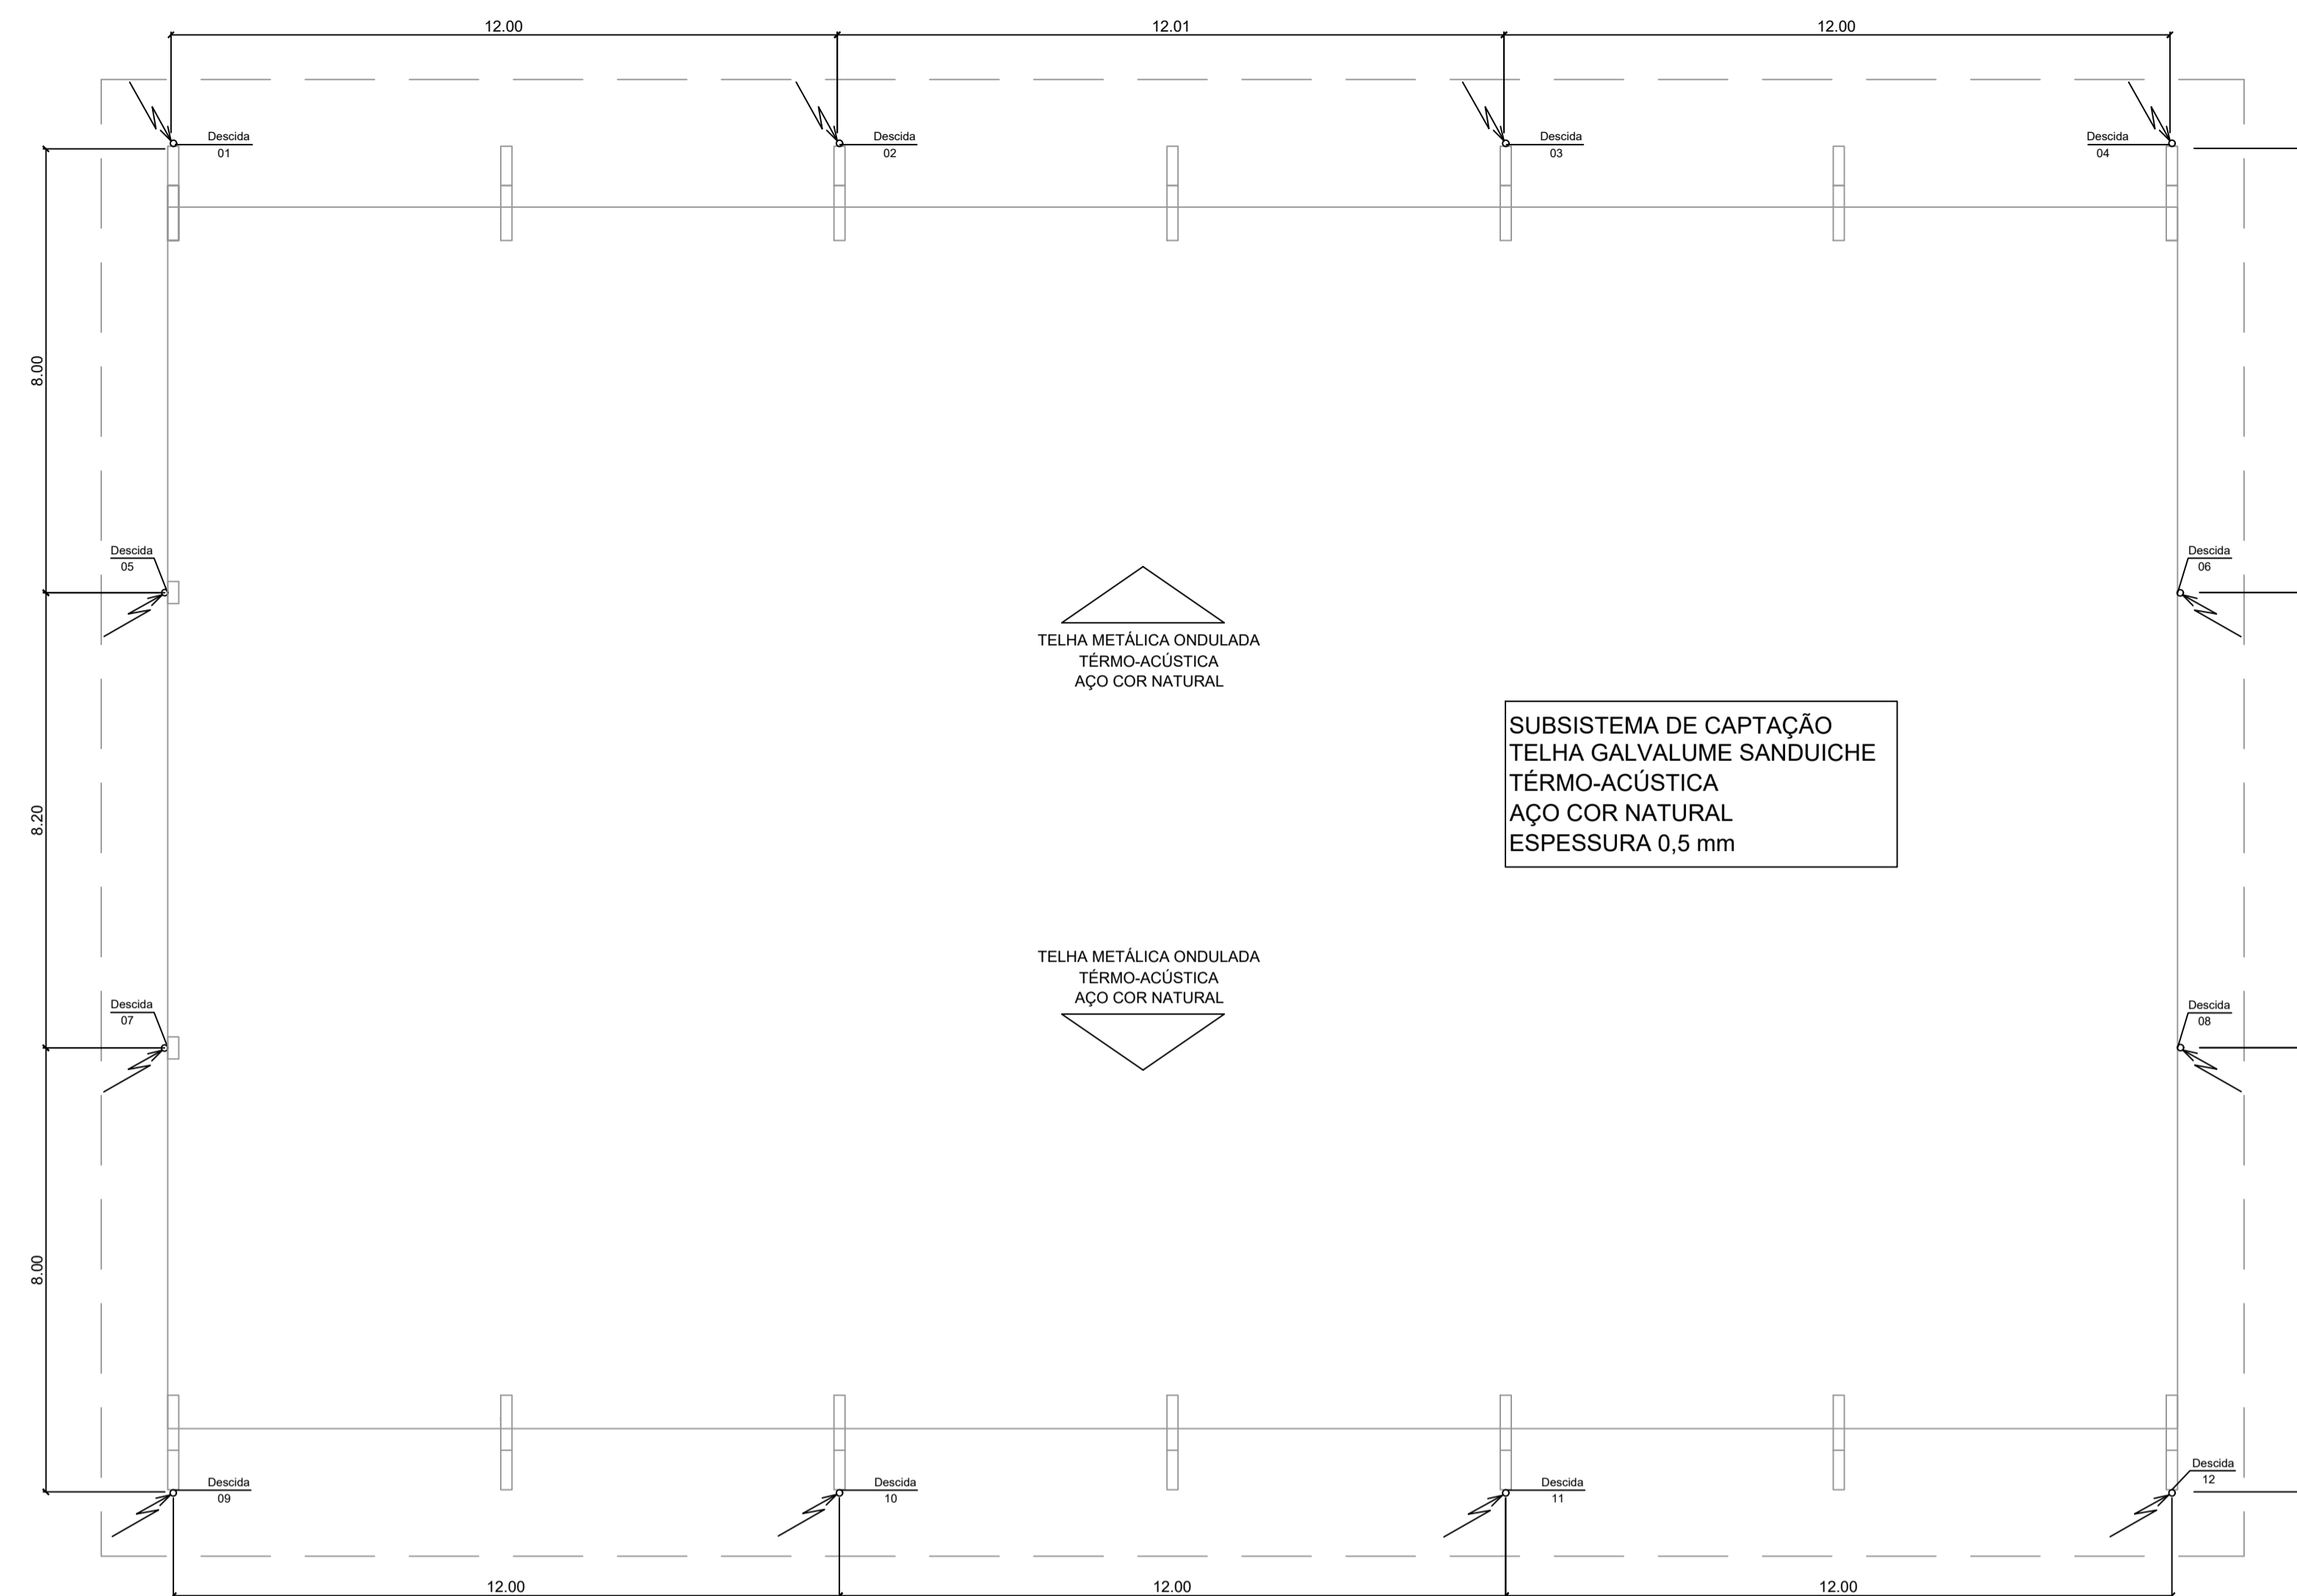 12.00
12.01
12.00
Descida
01
Descida
02
Descida
03
Descida
04
8.00
Descida
05
Descida
06
TELHA METÁLICA ONDULADA
TÉRMO-ACÚSTICA
AÇO COR NATURAL
SUBSISTEMA DE CAPTAÇÃO
TELHA GALVALUME SANDUICHE
TÉRMO-ACÚSTICA
AÇO COR NATURAL
ESPESSURA 0,5 mm
8.20
TELHA METÁLICA ONDULADA
TÉRMO-ACÚSTICA
AÇO COR NATURAL
Descida
07
Descida
08
8.00
Descida
09
Descida
10
Descida
11
Descida
12
12.00
12.00
12.00